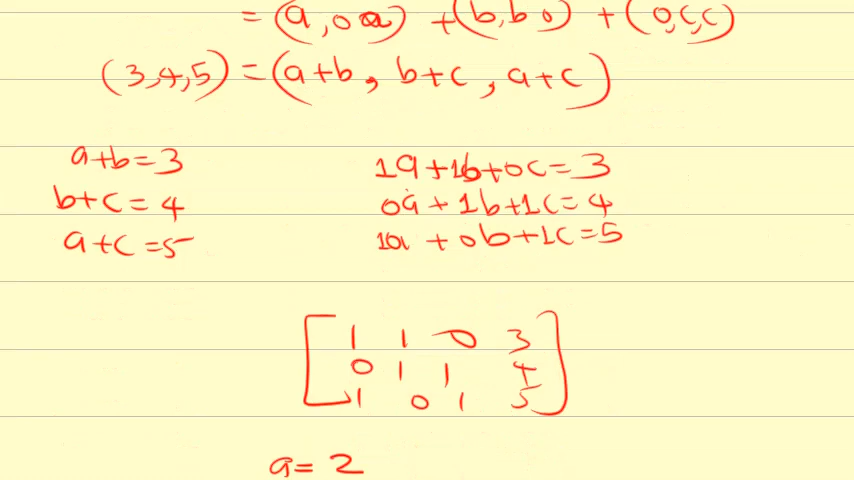 = (a,0 a) + (b,b 0) + (0,c,c)
(3,4,5) = (a+b, b+c, a+c)
a+b=3
b+c=4
a+c=5
1a+1b+0c=3
0a+1b+1c=4
1a+0b+1c=5
1 1 0 3
0 1 1 4
1 0 1 5
a= 2